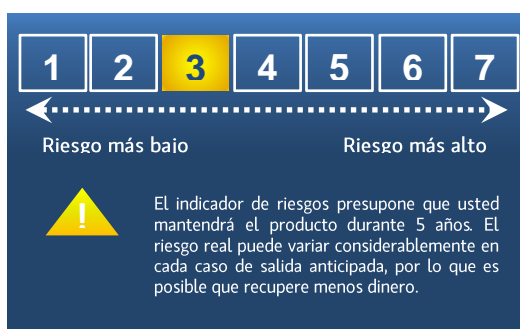 1 2 3 4 5 6 7
Riesgo más bajo Riesgo más alto
!
El indicador de riesgos presupone que usted
mantendrá el producto durante 5 años. El
riesgo real puede variar considerablemente en
cada caso de salida anticipada, por lo que es
posible que recupere menos dinero.